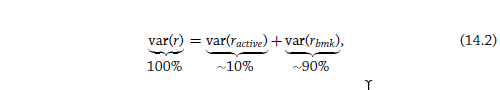 var(r) = var(r_active) + var(r_bmk),    (14.2)
100%    ~10%    ~90%